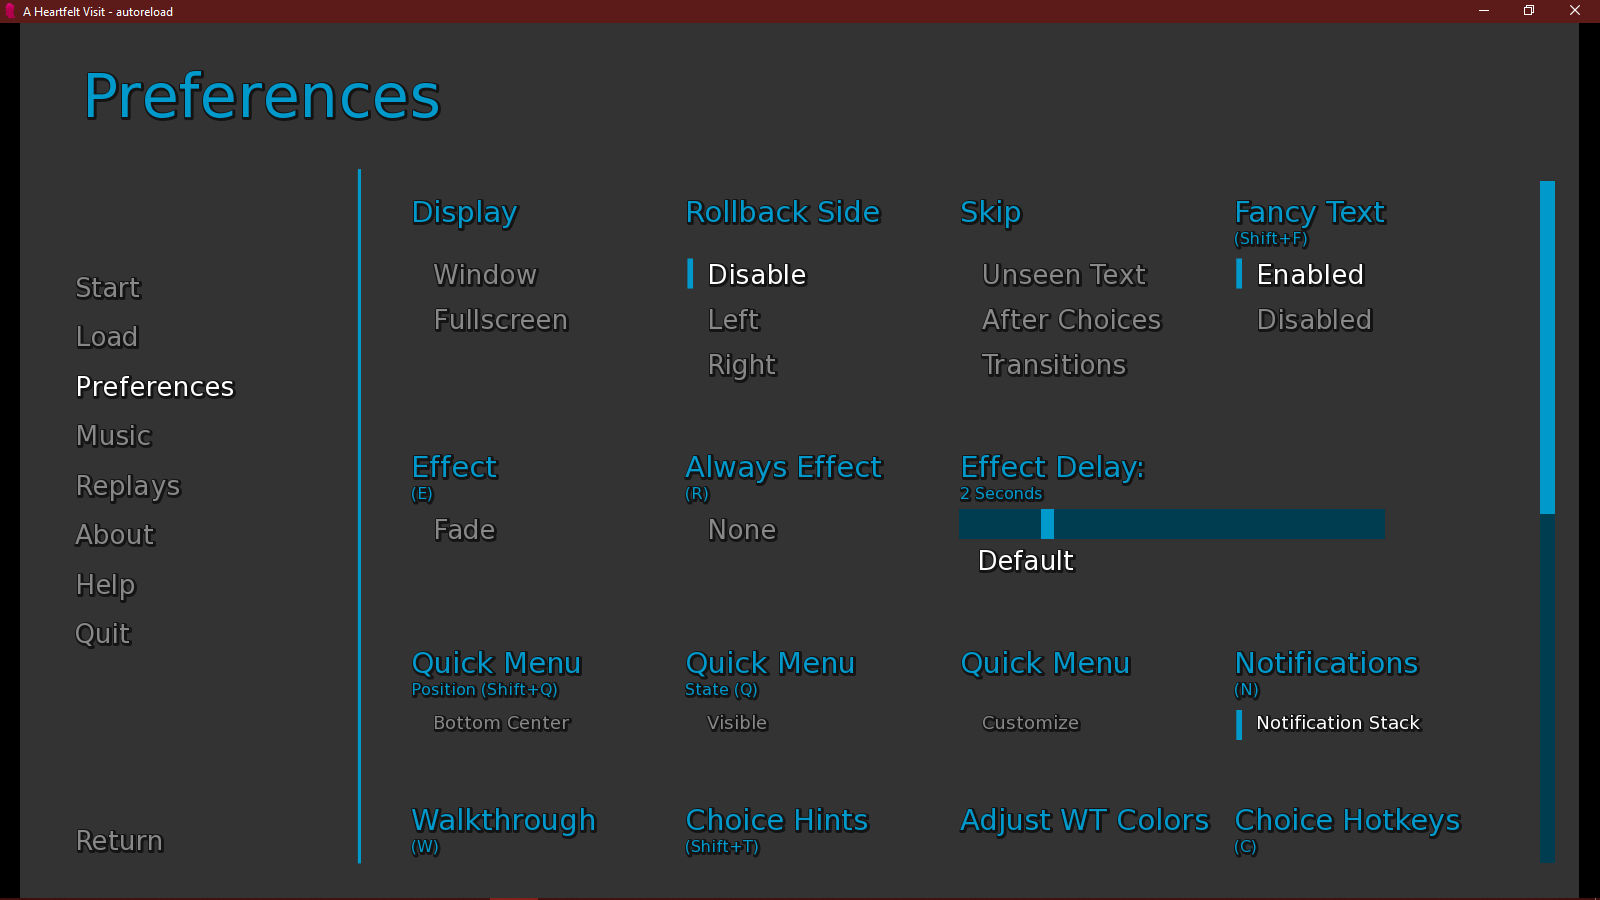 A Heartfelt Visit - autoreload
Preferences
Start
Load
Preferences
Music
Replays
About
Help
Quit
Return
Display
Window
Fullscreen
Rollback Side
Disable
Left
Right
Skip
Unseen Text
After Choices
Transitions
Fancy Text
(Shift+F)
Enabled
Disabled
Effect
(E)
Fade
Always Effect
(R)
None
Effect Delay:
2 Seconds
Default
Quick Menu
Position (Shift+Q)
Bottom Center
Quick Menu
State (Q)
Visible
Quick Menu
Customize
Notifications
(N)
Notification Stack
Walkthrough
(W)
Choice Hints
(Shift+T)
Adjust WT Colors
Choice Hotkeys
(C)